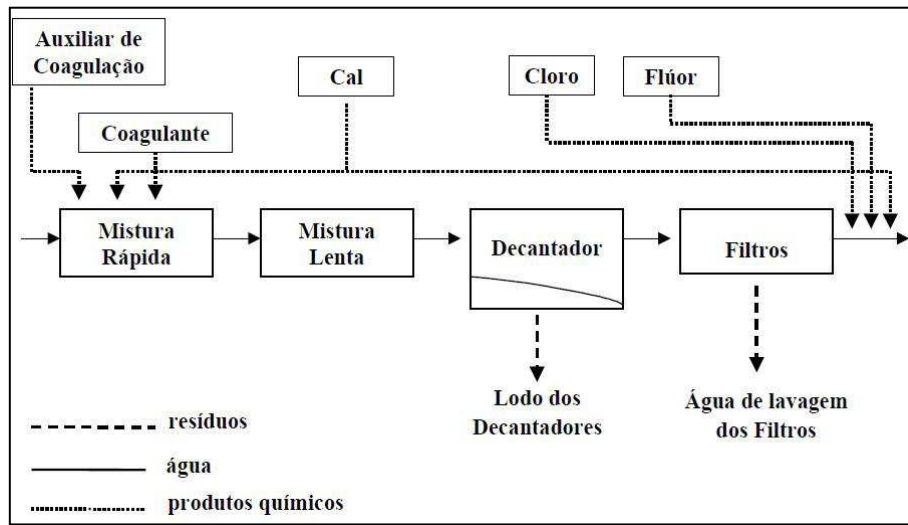 Auxiliar de
Coagulação
Cal
Cloro
Flúor
Coagulante
Mistura
Rápida
Mistura
Lenta
Decantador
Filtros
Lodo dos
Decantadores
Água de lavagem
dos Filtros
resíduos
água
produtos químicos